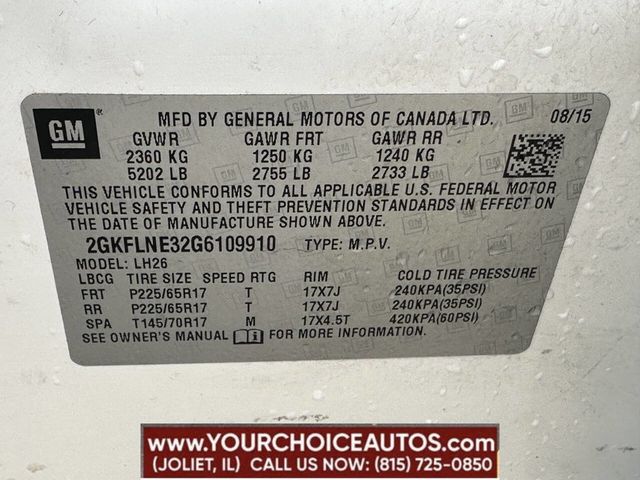 GM
MFD BY GENERAL MOTORS OF CANADA LTD. 08/15
GVWR GAWR FRT GAWR RR
2360 KG 1250 KG 1240 KG
5202 LB 2755 LB 2733 LB
THIS VEHICLE CONFORMS TO ALL APPLICABLE U.S. FEDERAL MOTOR
VEHICLE SAFETY AND THEFT PREVENTION STANDARDS IN EFFECT ON
THE DATE OF MANUFACTURE SHOWN ABOVE.
2GKFLNE32G6109910 TYPE: M.P.V.
MODEL: LH26
LBCG TIRE SIZE SPEED RTG RIM COLD TIRE PRESSURE
FRT P225/65R17 T 17X7J 240KPA(35PSI)
RR P225/65R17 T 17X7J 240KPA(35PSI)
SPA T145/70R17 M 17X4.5T 420KPA(60PSI)
SEE OWNER'S MANUAL FOR MORE INFORMATION.
WWW.YOURCHOICEAUTOS.COM
(JOLIET, IL) CALL US NOW: (815) 725-0850